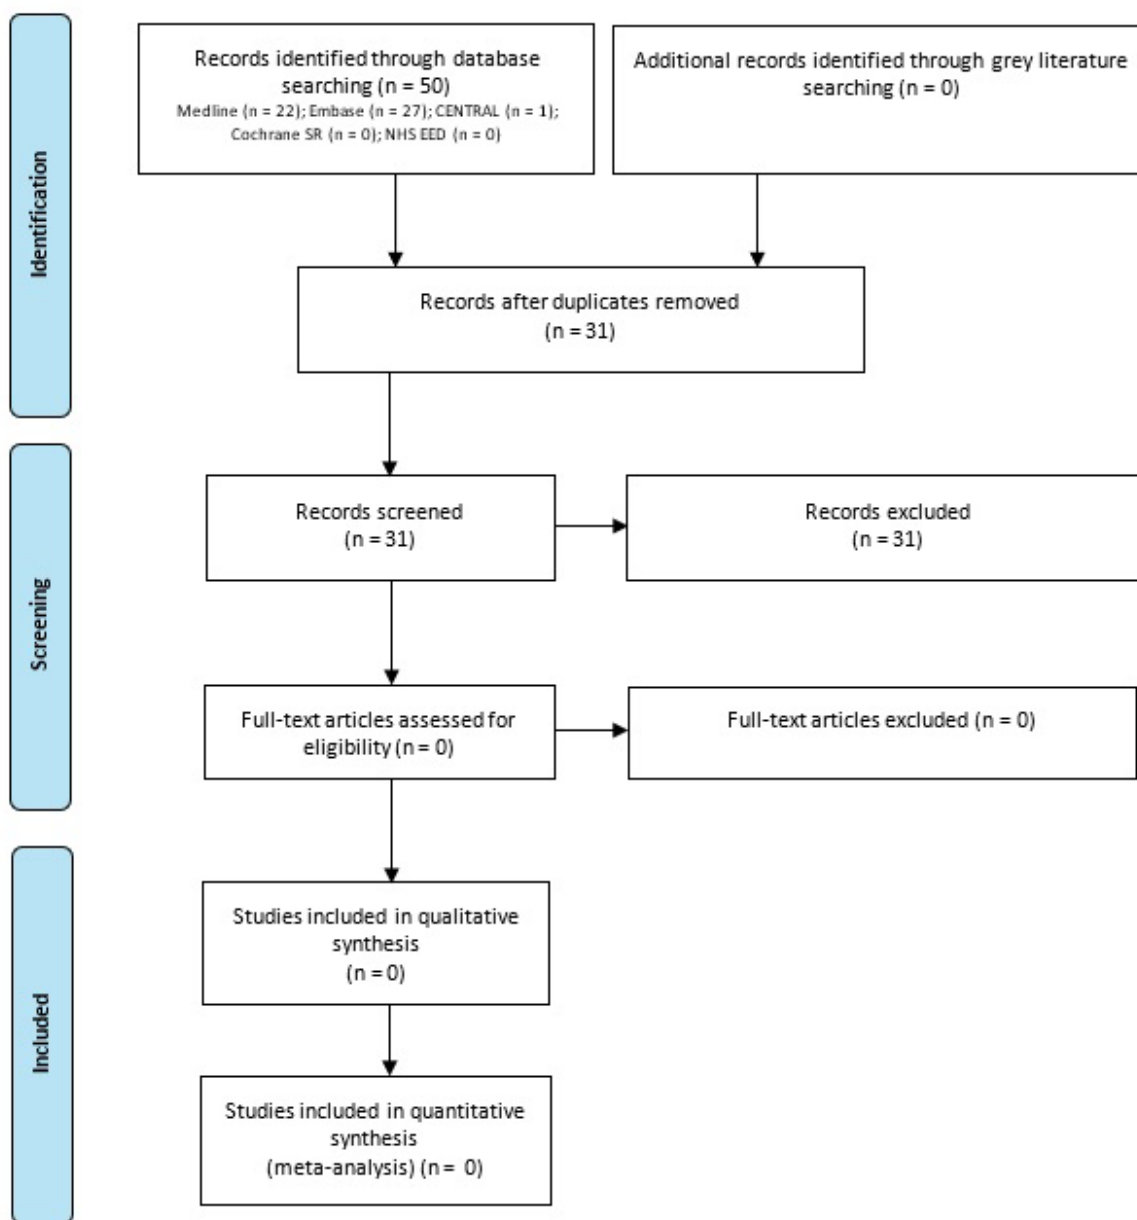 Identification
Records identified through database
searching (n = 50)
Medline (n = 22); Embase (n = 27); CENTRAL (n = 1);
Cochrane SR (n = 0); NHS EED (n = 0)
Additional records identified through grey literature
searching (n = 0)
Records after duplicates removed
(n = 31)
Screening
Records screened
(n = 31)
Records excluded
(n = 31)
Full-text articles assessed for
eligibility (n = 0)
Full-text articles excluded (n = 0)
Included
Studies included in qualitative
synthesis
(n = 0)
Studies included in quantitative
synthesis
(meta-analysis) (n = 0)